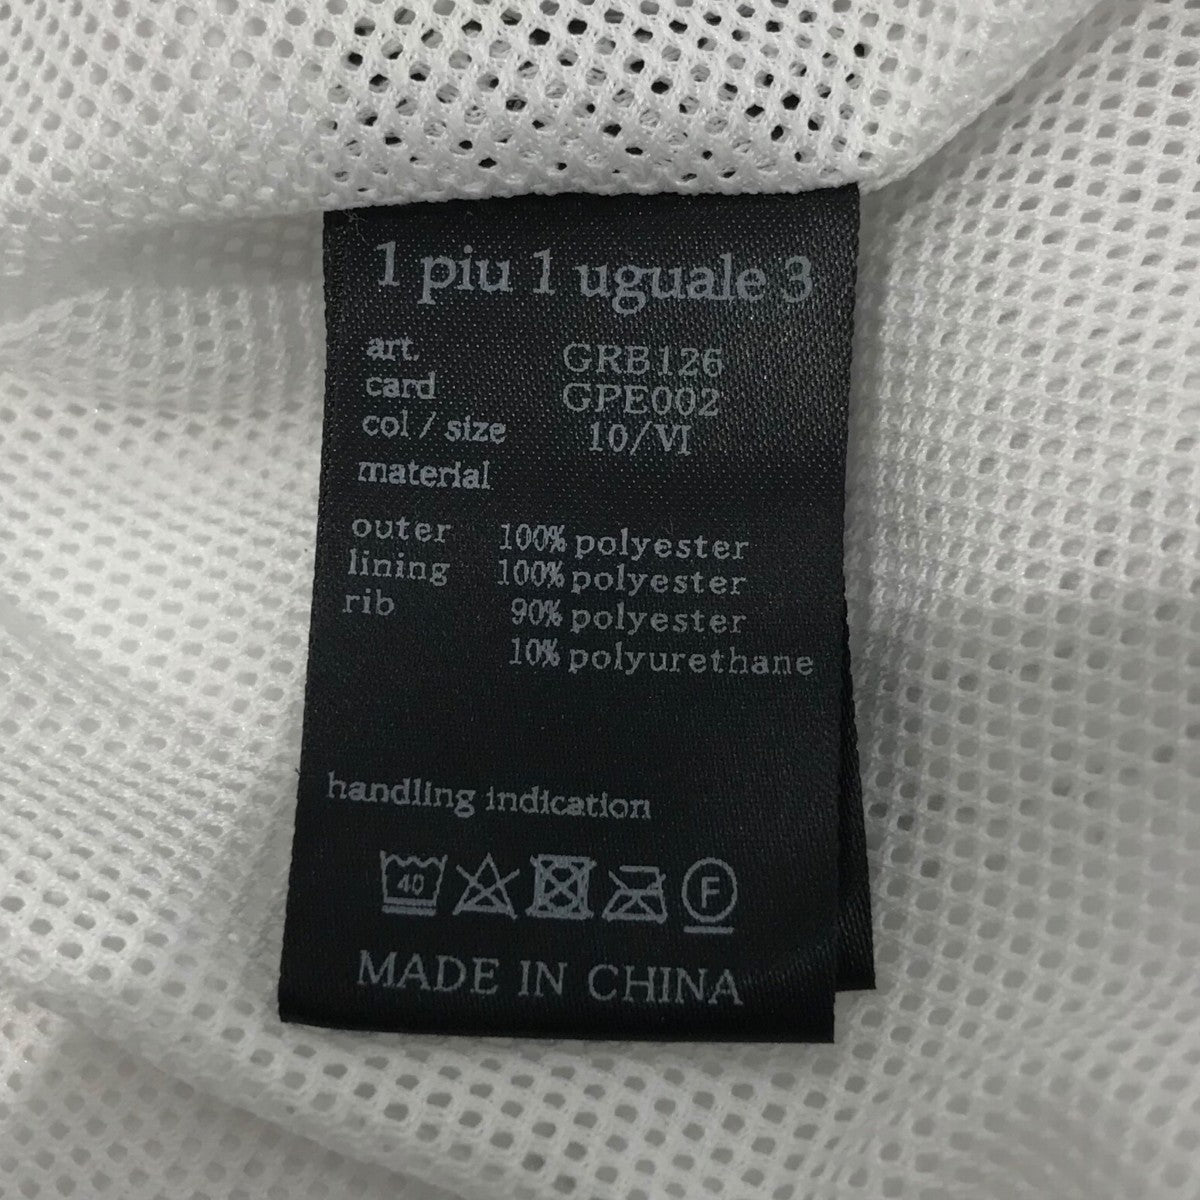 1 piu 1 uguale 3
art. GRB126
card GPE002
col / size 10/VI
material
outer 100% polyester
lining 100% polyester
rib 90% polyester
10% polyurethane
handling indication
40 F
MADE IN CHINA